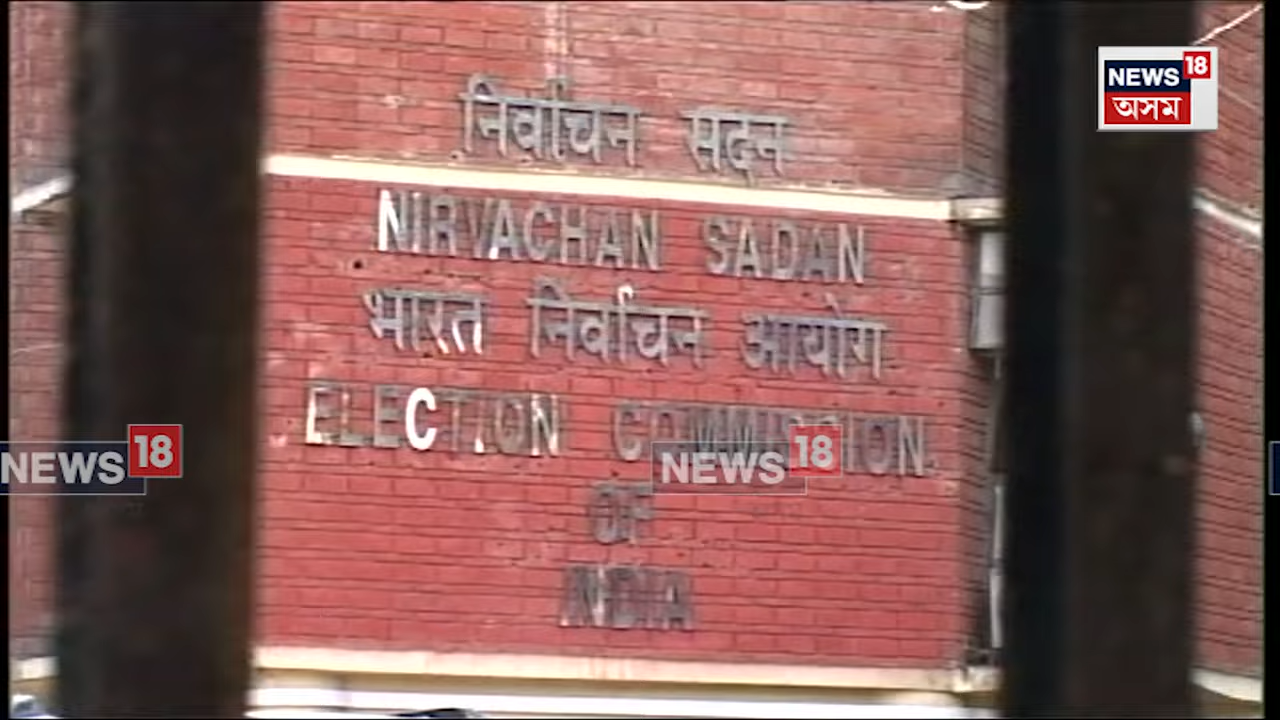 NEWS 18
অসম
निर्वाचन सदन
NIRVACHAN SADAN
भारत निर्वाचन आयोग
ELECTION COMMISSION
OF
INDIA
NEWS 18
NEWS 18